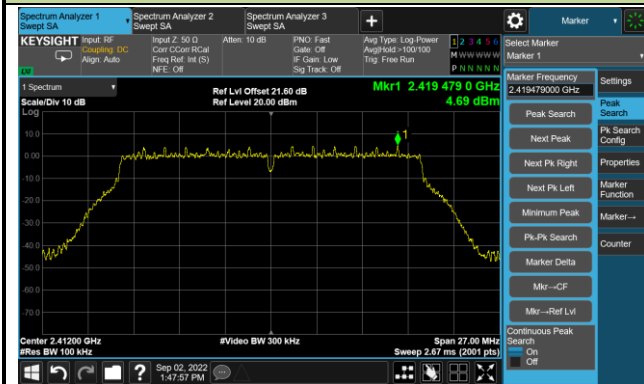 Spectrum Analyzer 1
Swept SA
Spectrum Analyzer 2
Swept SA
Spectrum Analyzer 3
Swept SA
+
Marker
KEYSIGHT
Input: RF
Coupling: DC
Align: Auto
Input Z: 50 Ω
Corr CCorr RCal
Freq Ref: Int (S)
NFE: Off
Atten: 10 dB
PNO: Fast
Gate: Off
IF Gain: Low
Sig Track: Off
Avg Type: Log-Power
Avg|Hold:>100/100
Trig: Free Run
1 2 3 4 5 6
M W W W W W
P N N N N N
LNI
Select Marker
Marker 1
1 Spectrum
Scale/Div 10 dB
Log
Ref Lvl Offset 21.60 dB
Ref Level 20.00 dBm
Mkr1 2.419 479 0 GHz
4.69 dBm
10.0
0.00
-10.0
-20.0
-30.0
-40.0
-50.0
-60.0
-70.0
1
Center 2.41200 GHz
#Res BW 100 kHz
#Video BW 300 kHz
Span 27.00 MHz
Sweep 2.67 ms (2001 pts)
Marker Frequency
2.419479000 GHz
Peak Search
Next Peak
Next Pk Right
Next Pk Left
Minimum Peak
Pk-Pk Search
Marker Delta
Mkr→CF
Mkr→Ref Lvl
Continuous Peak
Search
On
Off
Settings
Peak
Search
Pk Search
Config
Properties
Marker
Function
Marker→
Counter
?
Sep 02, 2022
1:47:57 PM